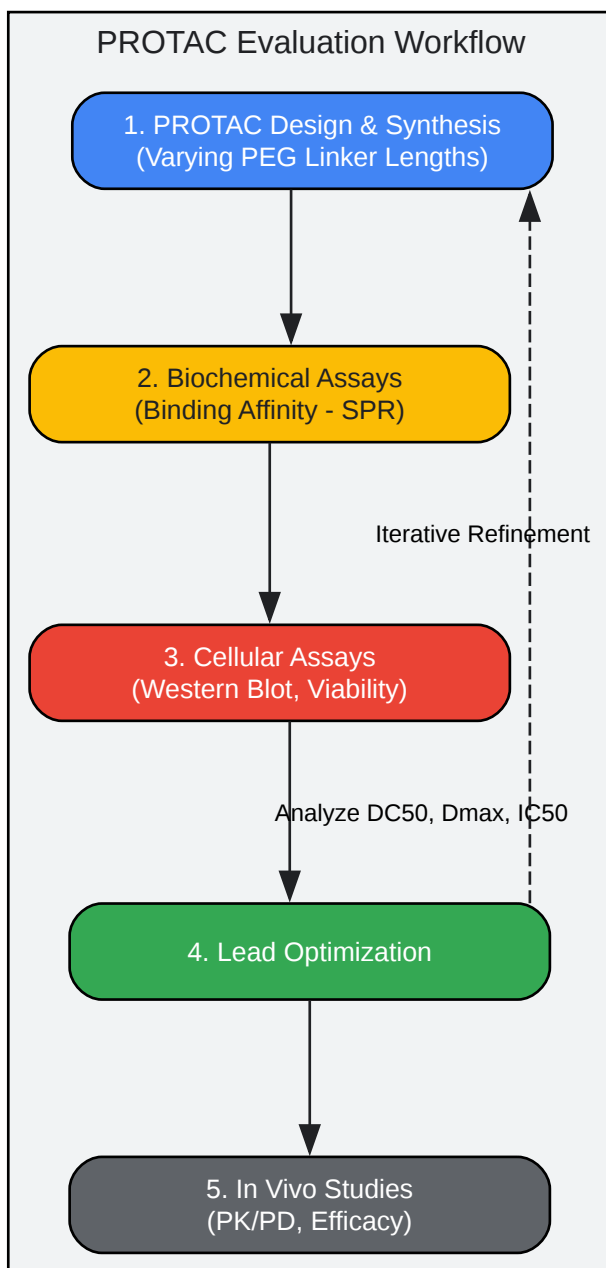 PROTAC Evaluation Workflow
1. PROTAC Design & Synthesis
(Varying PEG Linker Lengths)
2. Biochemical Assays
(Binding Affinity - SPR)
Iterative Refinement
3. Cellular Assays
(Western Blot, Viability)
Analyze DC50, Dmax, IC50
4. Lead Optimization
5. In Vivo Studies
(PK/PD, Efficacy)